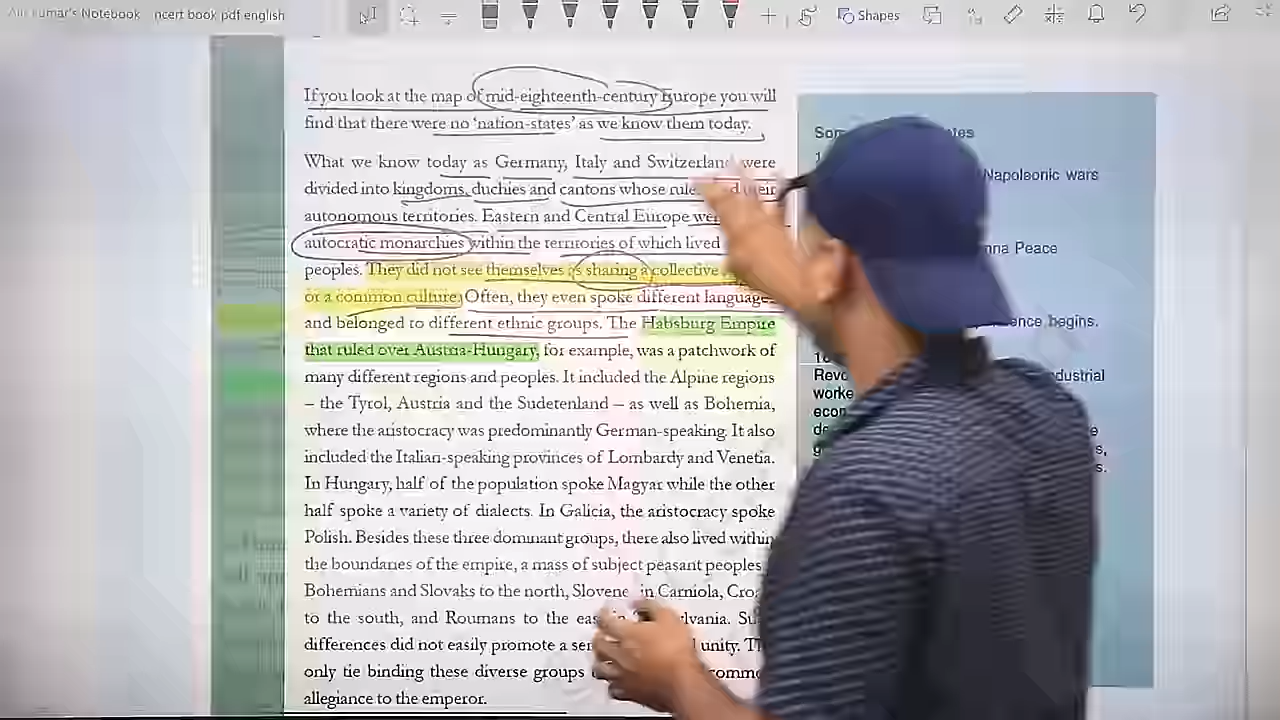 Kumar's Notebook
ncert book pdf english
Shapes
If you look at the map of mid-eighteenth-century Europe you will
find that there were no 'nation-states' as we know them today.
What we know today as Germany, Italy and Switzerland were
divided into kingdoms, duchies and cantons whose their
autonomous territories. Eastern and Central Europe
autocratic monarchies within the territories of which lived
peoples. They did not see themselves as sharing a collective
or a common culture. Often, they even spoke different languages
and belonged to different ethnic groups. The Habsburg Empire
that ruled over Austria-Hungary, for example, was a patchwork of
many different regions and peoples. It included the Alpine regions
– the Tyrol, Austria and the Sudetenland – as well as Bohemia,
where the aristocracy was predominantly German-speaking. It also
included the Italian-speaking provinces of Lombardy and Venetia.
In Hungary, half of the population spoke Magyar while the other
half spoke a variety of dialects. In Galicia, the aristocracy spoke
Polish. Besides these three dominant groups, there also lived within
the boundaries of the empire, a mass of subject peasant peoples
Bohemians and Slovaks to the north, Slovenes in Carniola,
to the south, and Roumans to the
differences did not easily promote a unity.
only tie binding these diverse groups
allegiance to the emperor.
Napoleonic wars
Peace
begins.